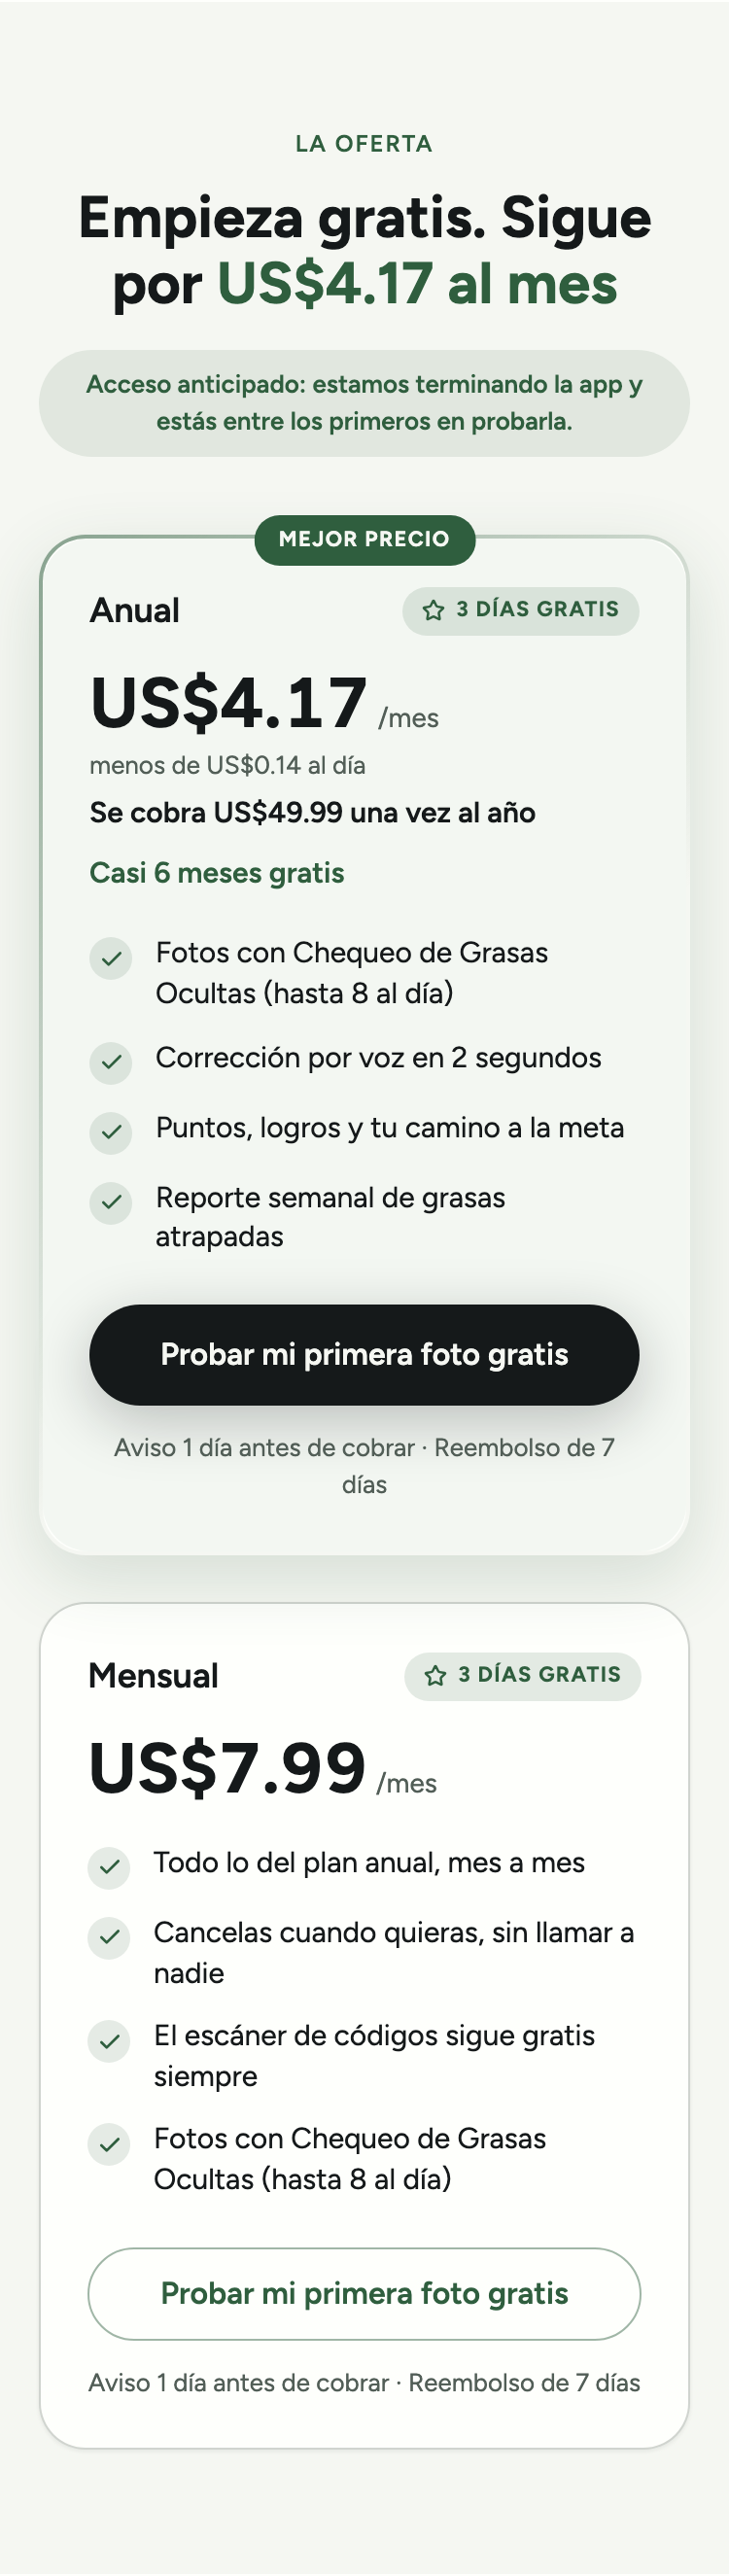 LA OFERTA
Empieza gratis. Sigue
por US$4.17 al mes
Acceso anticipado: estamos terminando la app y
estás entre los primeros en probarla.
MEJOR PRECIO
Anual
3 DÍAS GRATIS
US$4.17 /mes
menos de US$0.14 al día
Se cobra US$49.99 una vez al año
Casi 6 meses gratis
Fotos con Chequeo de Grasas
Ocultas (hasta 8 al día)
Corrección por voz en 2 segundos
Puntos, logros y tu camino a la meta
Reporte semanal de grasas
atrapadas
Probar mi primera foto gratis
Aviso 1 día antes de cobrar · Reembolso de 7
días
Mensual
3 DÍAS GRATIS
US$7.99 /mes
Todo lo del plan anual, mes a mes
Cancelas cuando quieras, sin llamar a
nadie
El escáner de códigos sigue gratis
siempre
Fotos con Chequeo de Grasas
Ocultas (hasta 8 al día)
Probar mi primera foto gratis
Aviso 1 día antes de cobrar · Reembolso de 7 días